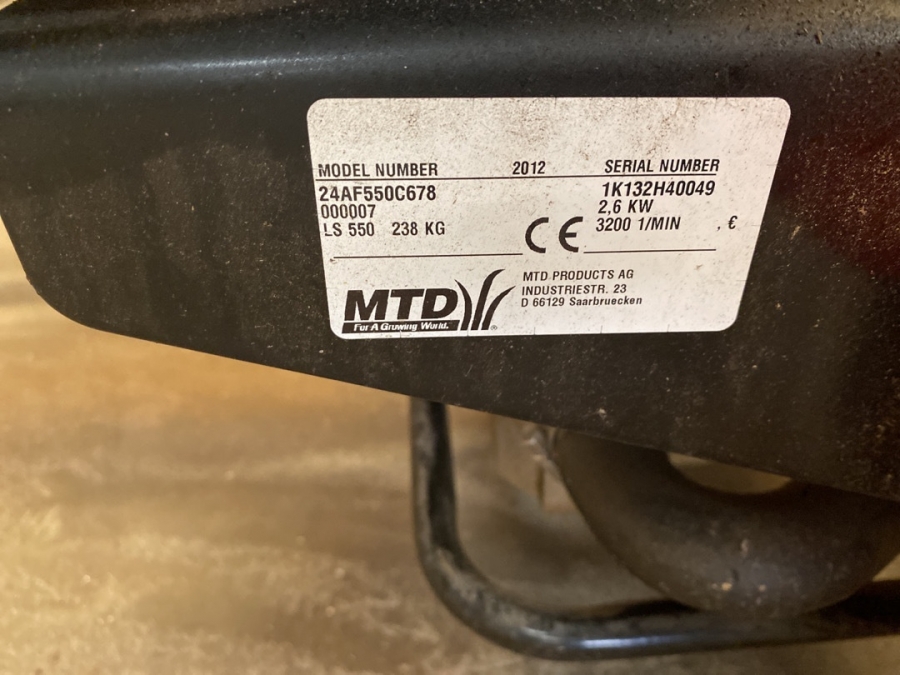 MODEL NUMBER 2012 SERIAL NUMBER
24AF550C678 1K132H40049
000007 2,6 KW
LS 550 238 KG CE 3200 1/MIN , €
MTD
For A Growing World.
®
MTD PRODUCTS AG
INDUSTRIESTR. 23
D 66129 Saarbruecken